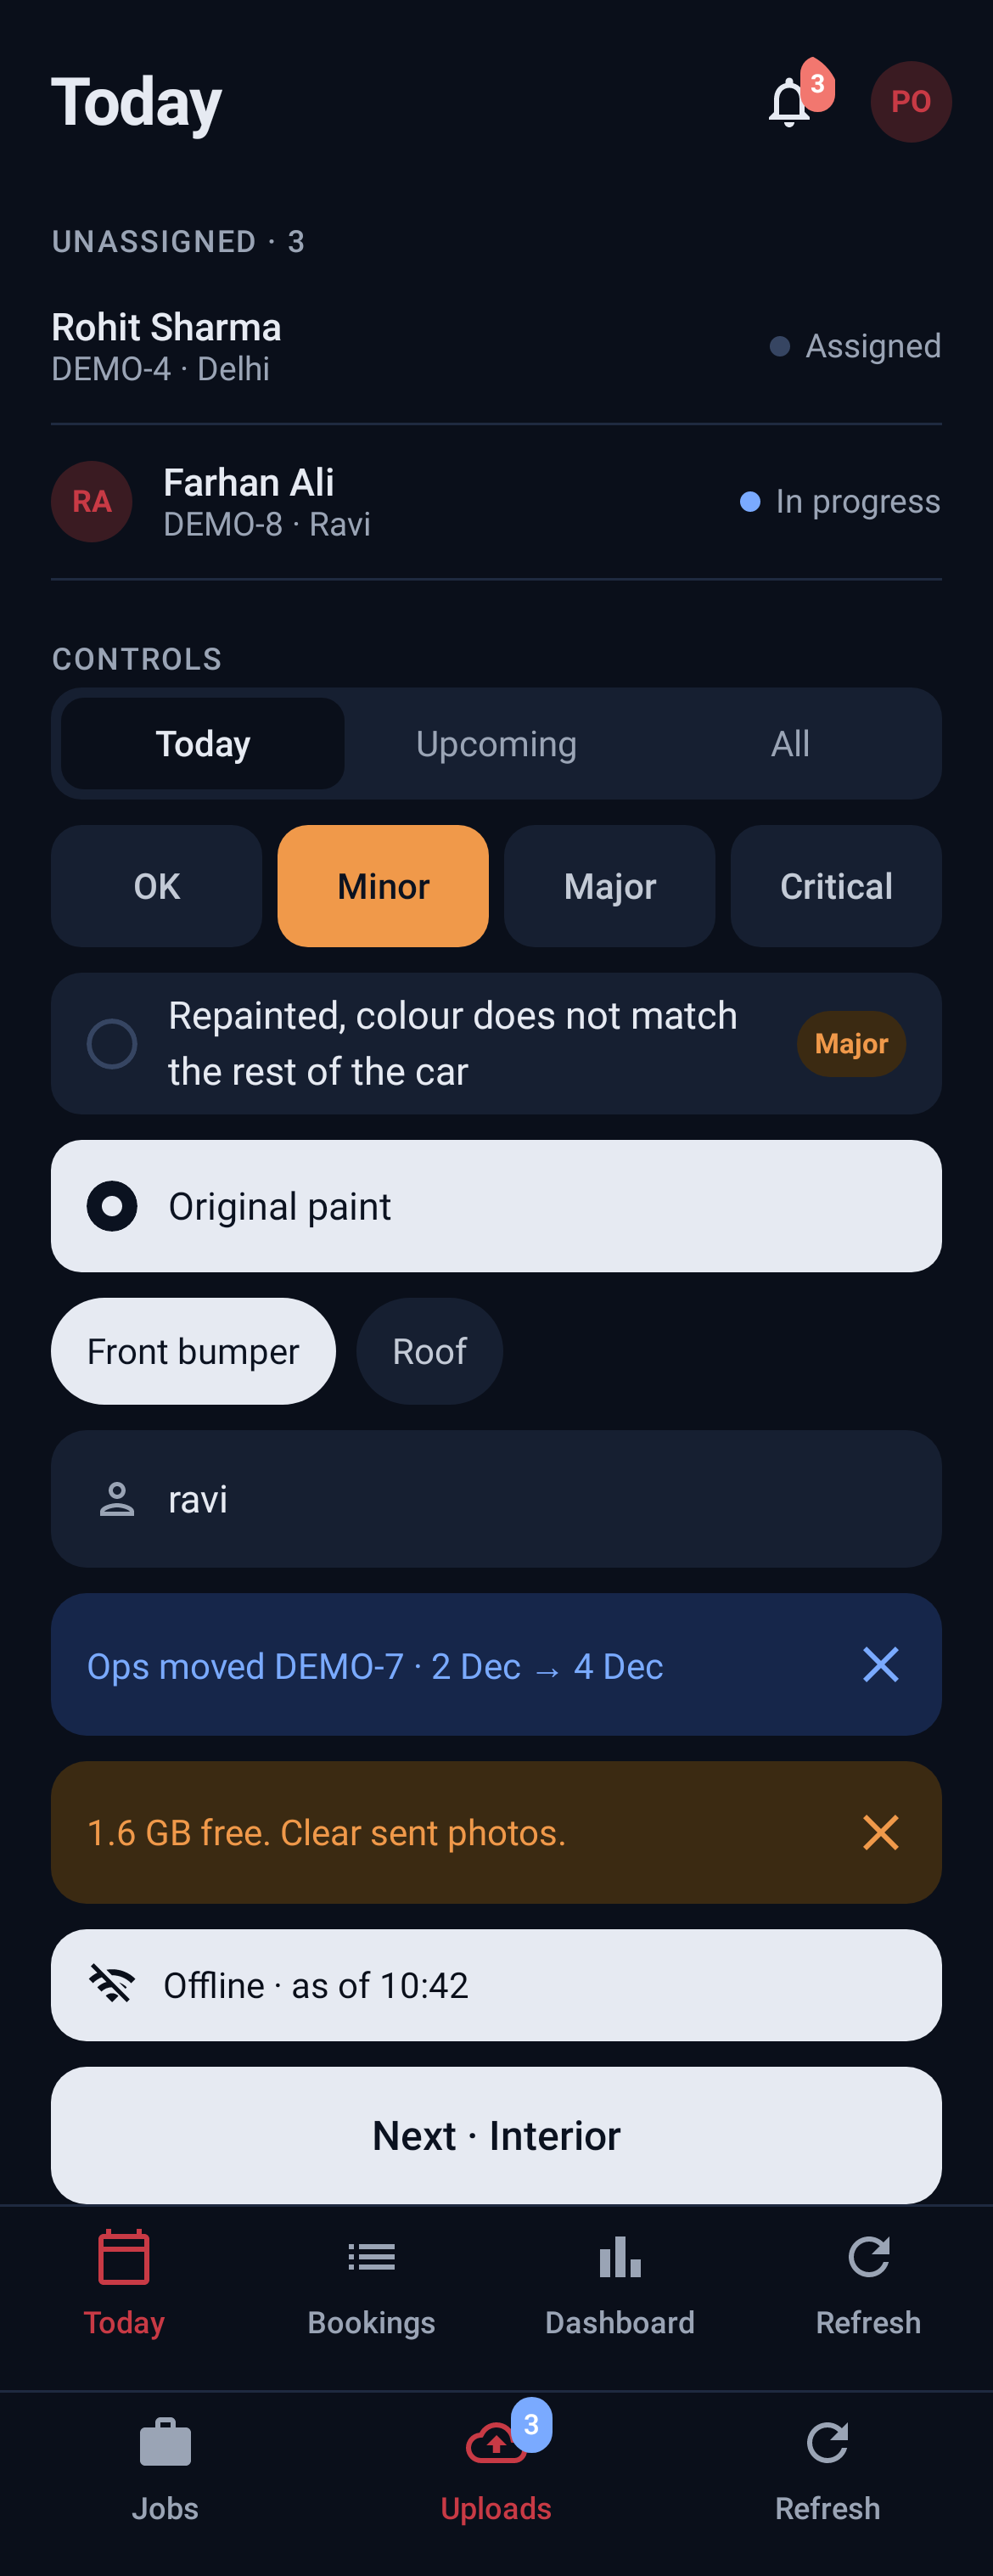 Today
3
PO
UNASSIGNED · 3
Rohit Sharma
DEMO-4 · Delhi
Assigned
RA
Farhan Ali
DEMO-8 · Ravi
In progress
CONTROLS
Today
Upcoming
All
OK
Minor
Major
Critical
Repainted, colour does not match
the rest of the car
Major
Original paint
Front bumper
Roof
ravi
Ops moved DEMO-7 · 2 Dec → 4 Dec
1.6 GB free. Clear sent photos.
Offline · as of 10:42
Next · Interior
Today
Bookings
Dashboard
Refresh
3
Jobs
Uploads
Refresh